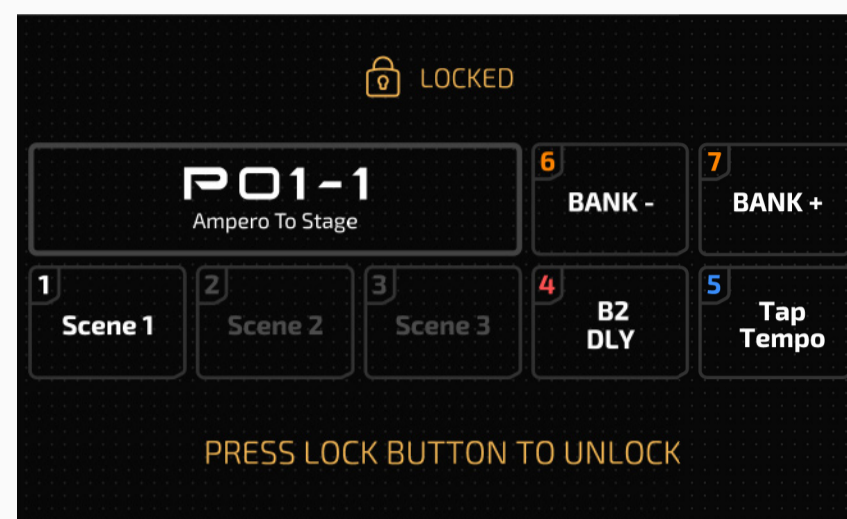 LOCKED
P01-1
Ampero To Stage
6
BANK -
7
BANK +
1
Scene 1
2
Scene 2
3
Scene 3
4
B2
DLY
5
Tap
Tempo
PRESS LOCK BUTTON TO UNLOCK